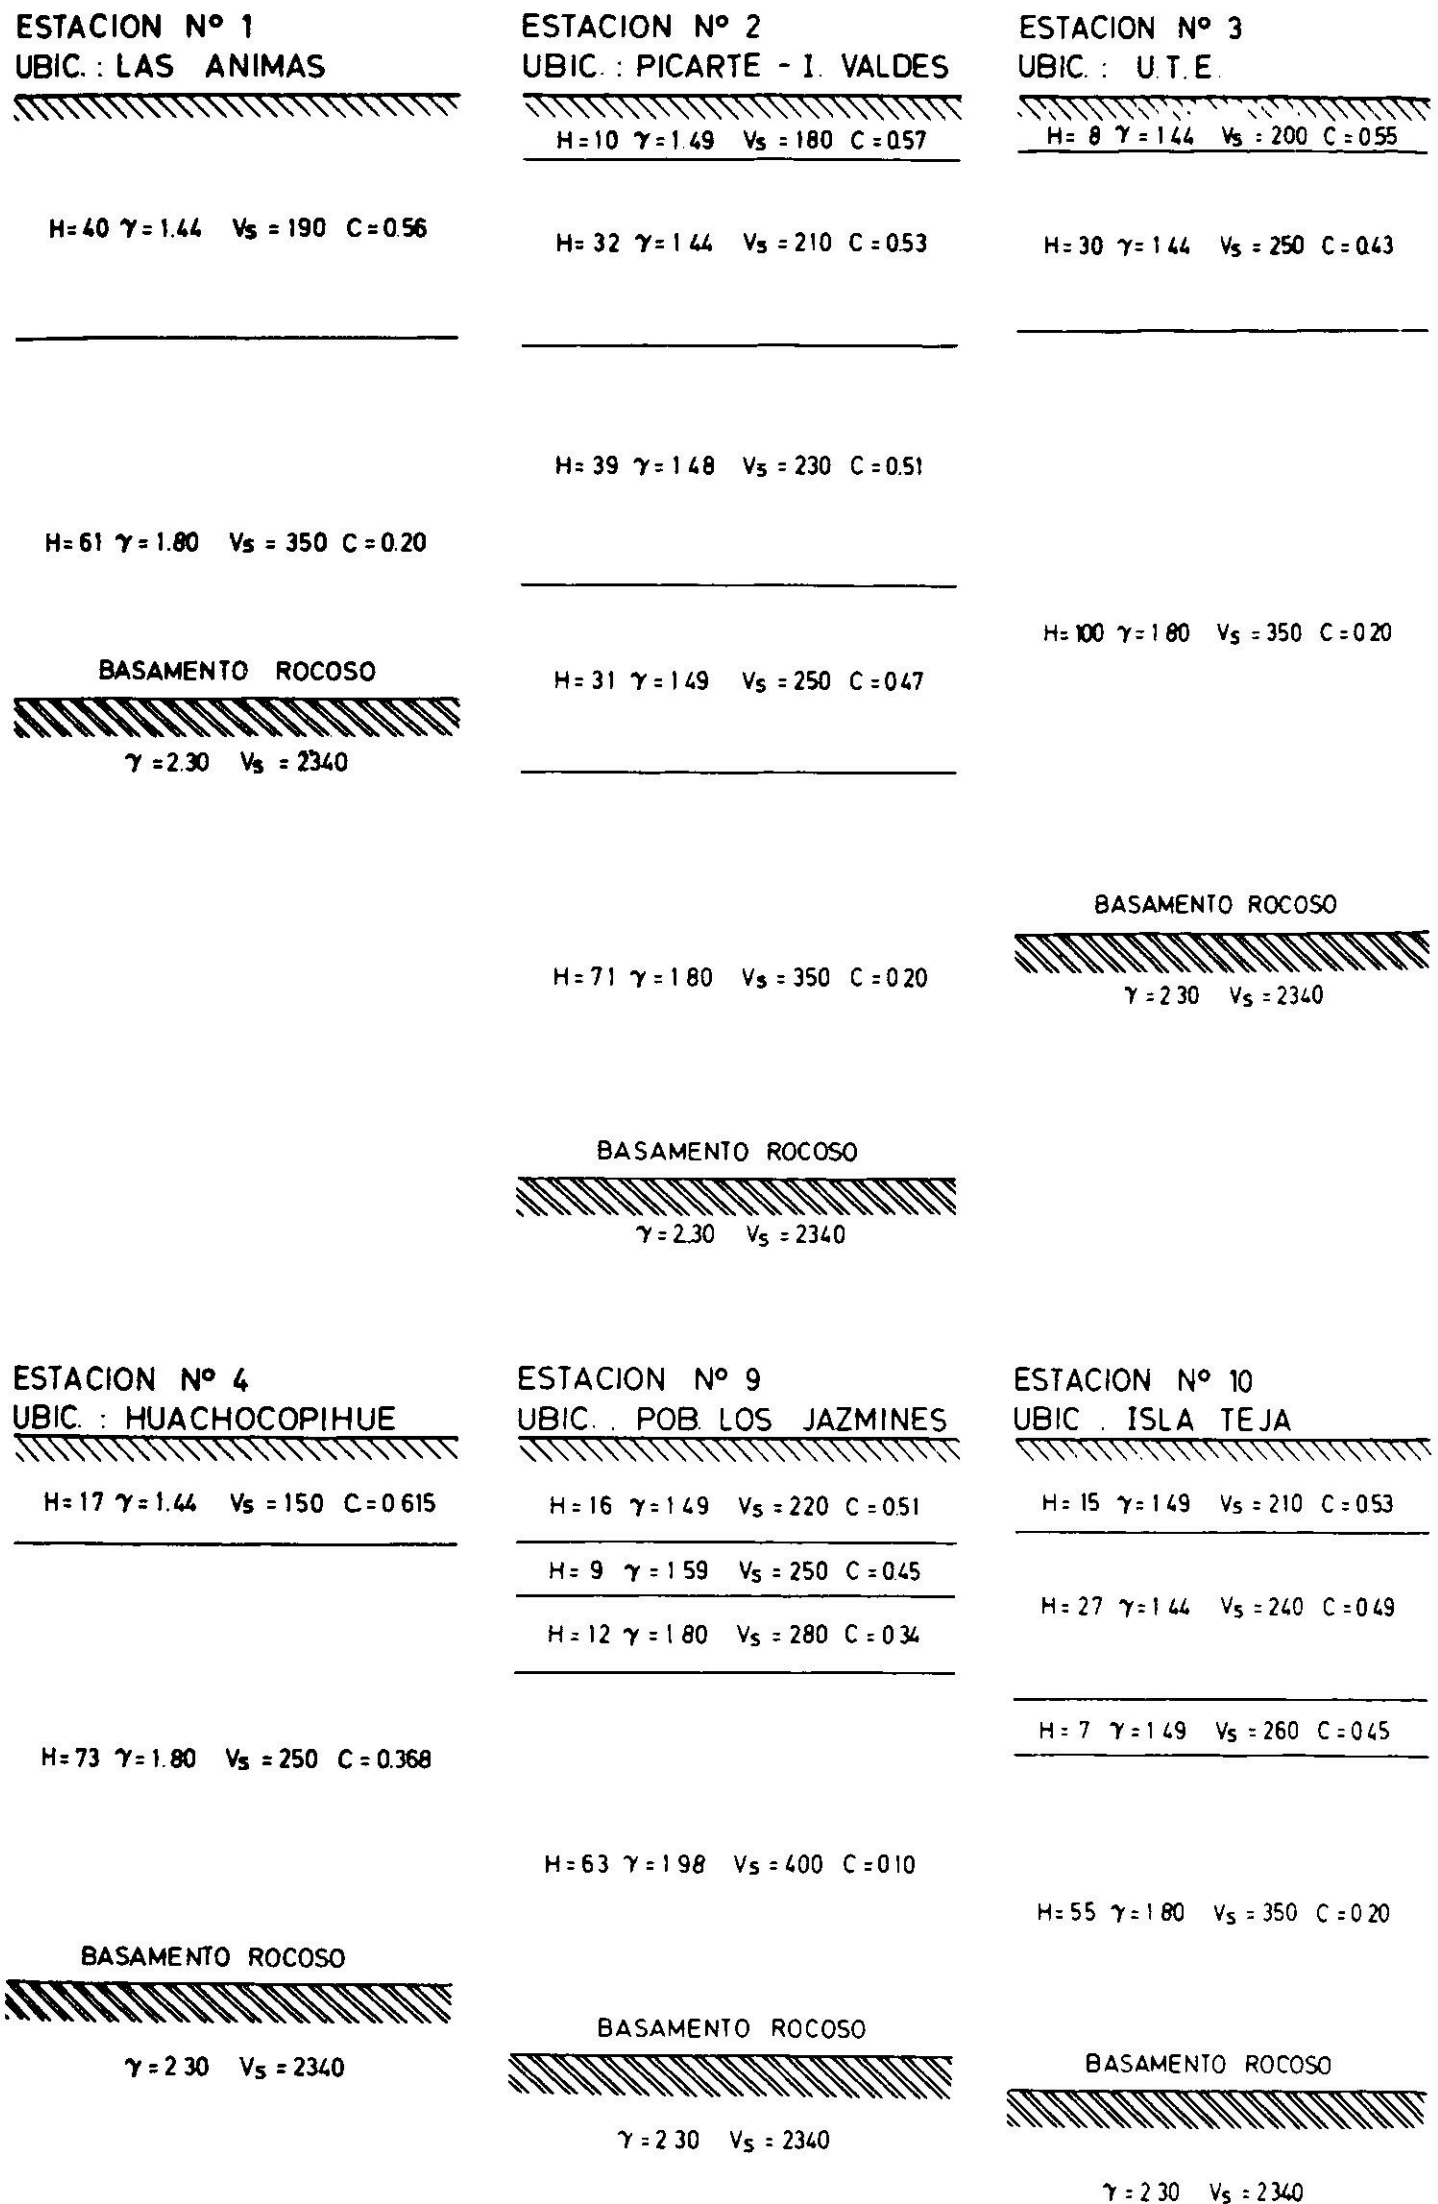 ESTACION Nº 1
UBIC.: LAS ANIMAS
H=40 γ=1.44 Vs=190 C=0.56
H=61 γ=1.80 Vs=350 C=0.20
BASAMENTO ROCOSO
γ=2.30 Vs=2340
ESTACION Nº 2
UBIC.: PICARTE - I. VALDES
H=10 γ=1.49 Vs=180 C=0.57
H=32 γ=1.44 Vs=210 C=0.53
H=39 γ=1.48 Vs=230 C=0.51
H=31 γ=1.49 Vs=250 C=0.47
H=71 γ=1.80 Vs=350 C=0.20
BASAMENTO ROCOSO
γ=2.30 Vs=2340
ESTACION Nº 3
UBIC.: U.T.E.
H=8 γ=1.44 Vs=200 C=0.55
H=30 γ=1.44 Vs=250 C=0.43
H=100 γ=1.80 Vs=350 C=0.20
BASAMENTO ROCOSO
γ=2.30 Vs=2340
ESTACION Nº 4
UBIC.: HUACHOCOPIHUE
H=17 γ=1.44 Vs=150 C=0.615
H=73 γ=1.80 Vs=250 C=0.368
BASAMENTO ROCOSO
γ=2.30 Vs=2340
ESTACION Nº 9
UBIC.. POB. LOS JAZMINES
H=16 γ=1.49 Vs=220 C=0.51
H=9 γ=1.59 Vs=250 C=0.45
H=12 γ=1.80 Vs=280 C=0.34
H=63 γ=1.98 Vs=400 C=0.10
BASAMENTO ROCOSO
γ=2.30 Vs=2340
ESTACION Nº 10
UBIC. ISLA TEJA
H=15 γ=1.49 Vs=210 C=0.53
H=27 γ=1.44 Vs=240 C=0.49
H=7 γ=1.49 Vs=260 C=0.45
H=55 γ=1.80 Vs=350 C=0.20
BASAMENTO ROCOSO
γ=2.30 Vs=2340